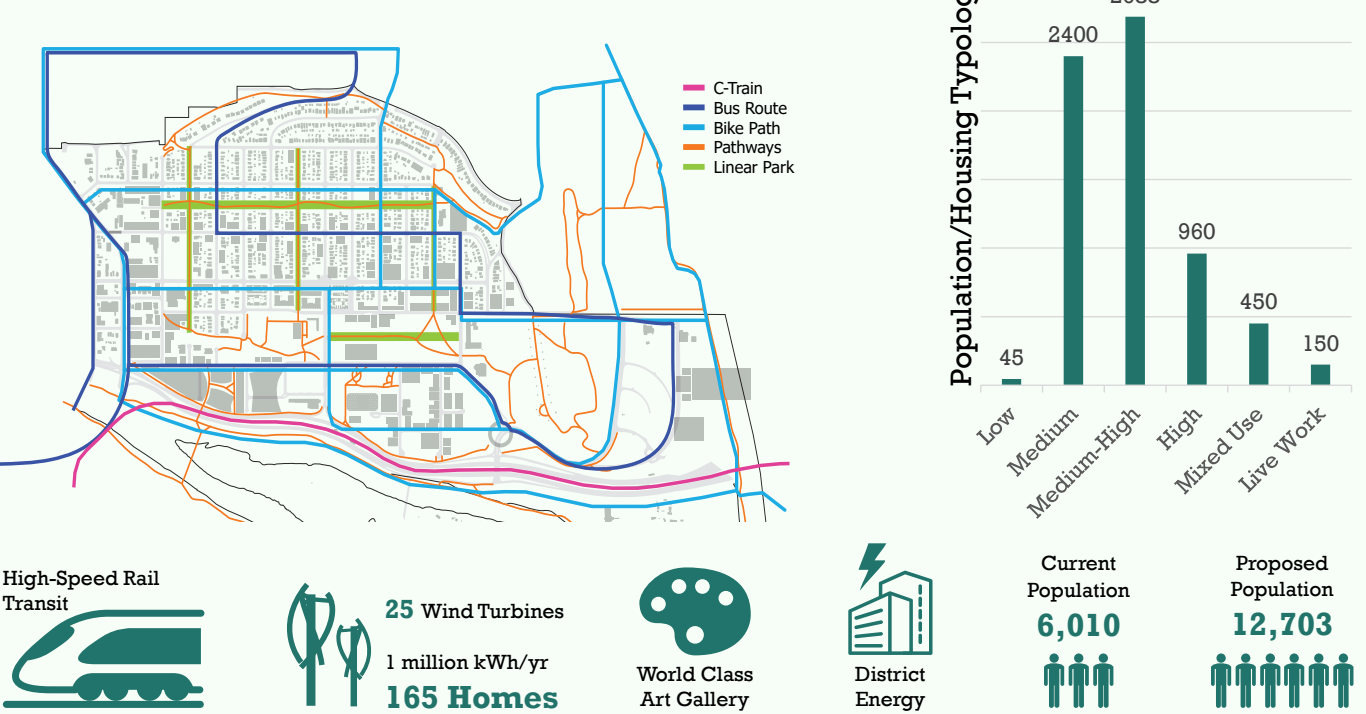 C-Train
Bus Route
Bike Path
Pathways
Linear Park
2400
960
450
150
45
Low
Medium
Medium-High
High
Mixed Use
Live Work
High-Speed Rail
Transit
25 Wind Turbines
1 million kWh/yr
165 Homes
World Class
Art Gallery
District
Energy
Current
Population
6,010
Proposed
Population
12,703
Population/Housing